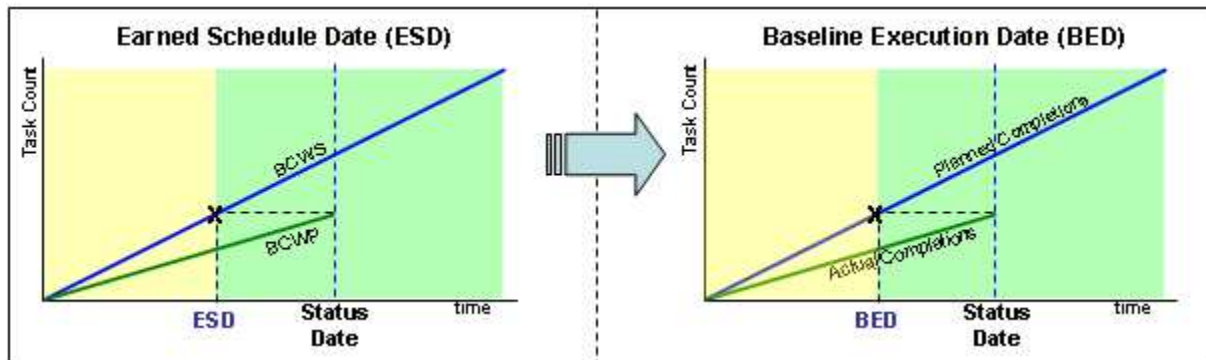 Earned Schedule Date (ESD)
Task Count
BCWS
BCWP
ESD
Status
Date
time
Baseline Execution Date (BED)
Task Count
Planned/Completions
Actual/Completions
BED
Status
Date
time